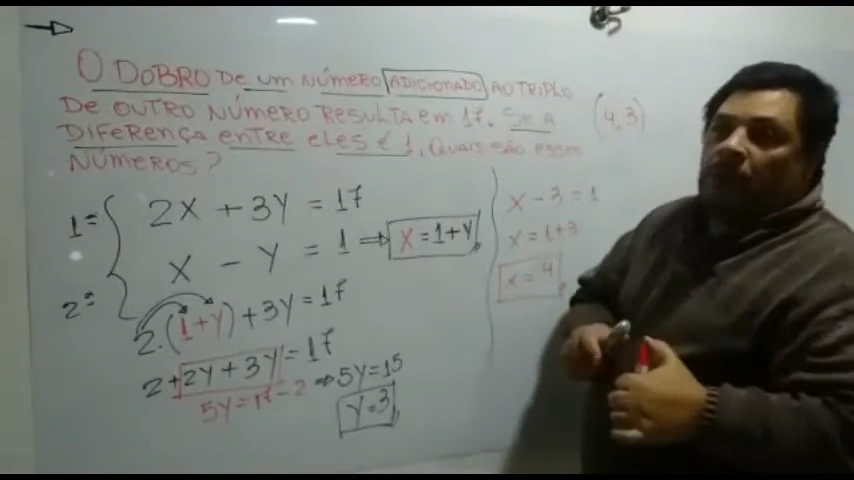 O DOBRO DE UM NÚMERO ADICIONADO AO TRIPLO
DE OUTRO NÚMERO RESULTA EM 17. SE A
DIFERENÇA ENTRE ELES É 1, QUAIS SÃO ESSES
NÚMEROS?
(4,3)
1ª 2X + 3Y = 17
X - Y = 1 ⇒ X = 1+Y
2ª
2.(1+Y)+3Y=17
2+2Y+3Y=17
5Y=17-2 ⇒ 5Y=15
Y=3
X-3=1
X=1+3
X=4